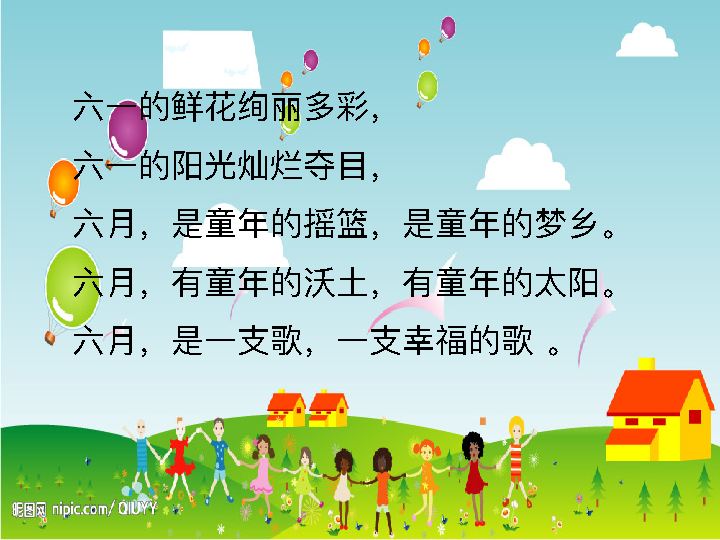 六一的鲜花绚丽多彩，
六一的阳光灿烂夺目，
六月，是童年的摇篮，是童年的梦乡。
六月，有童年的沃土，有童年的太阳。
六月，是一支歌，一支幸福的歌 。
昵图网 nipic.com/ QIUYY